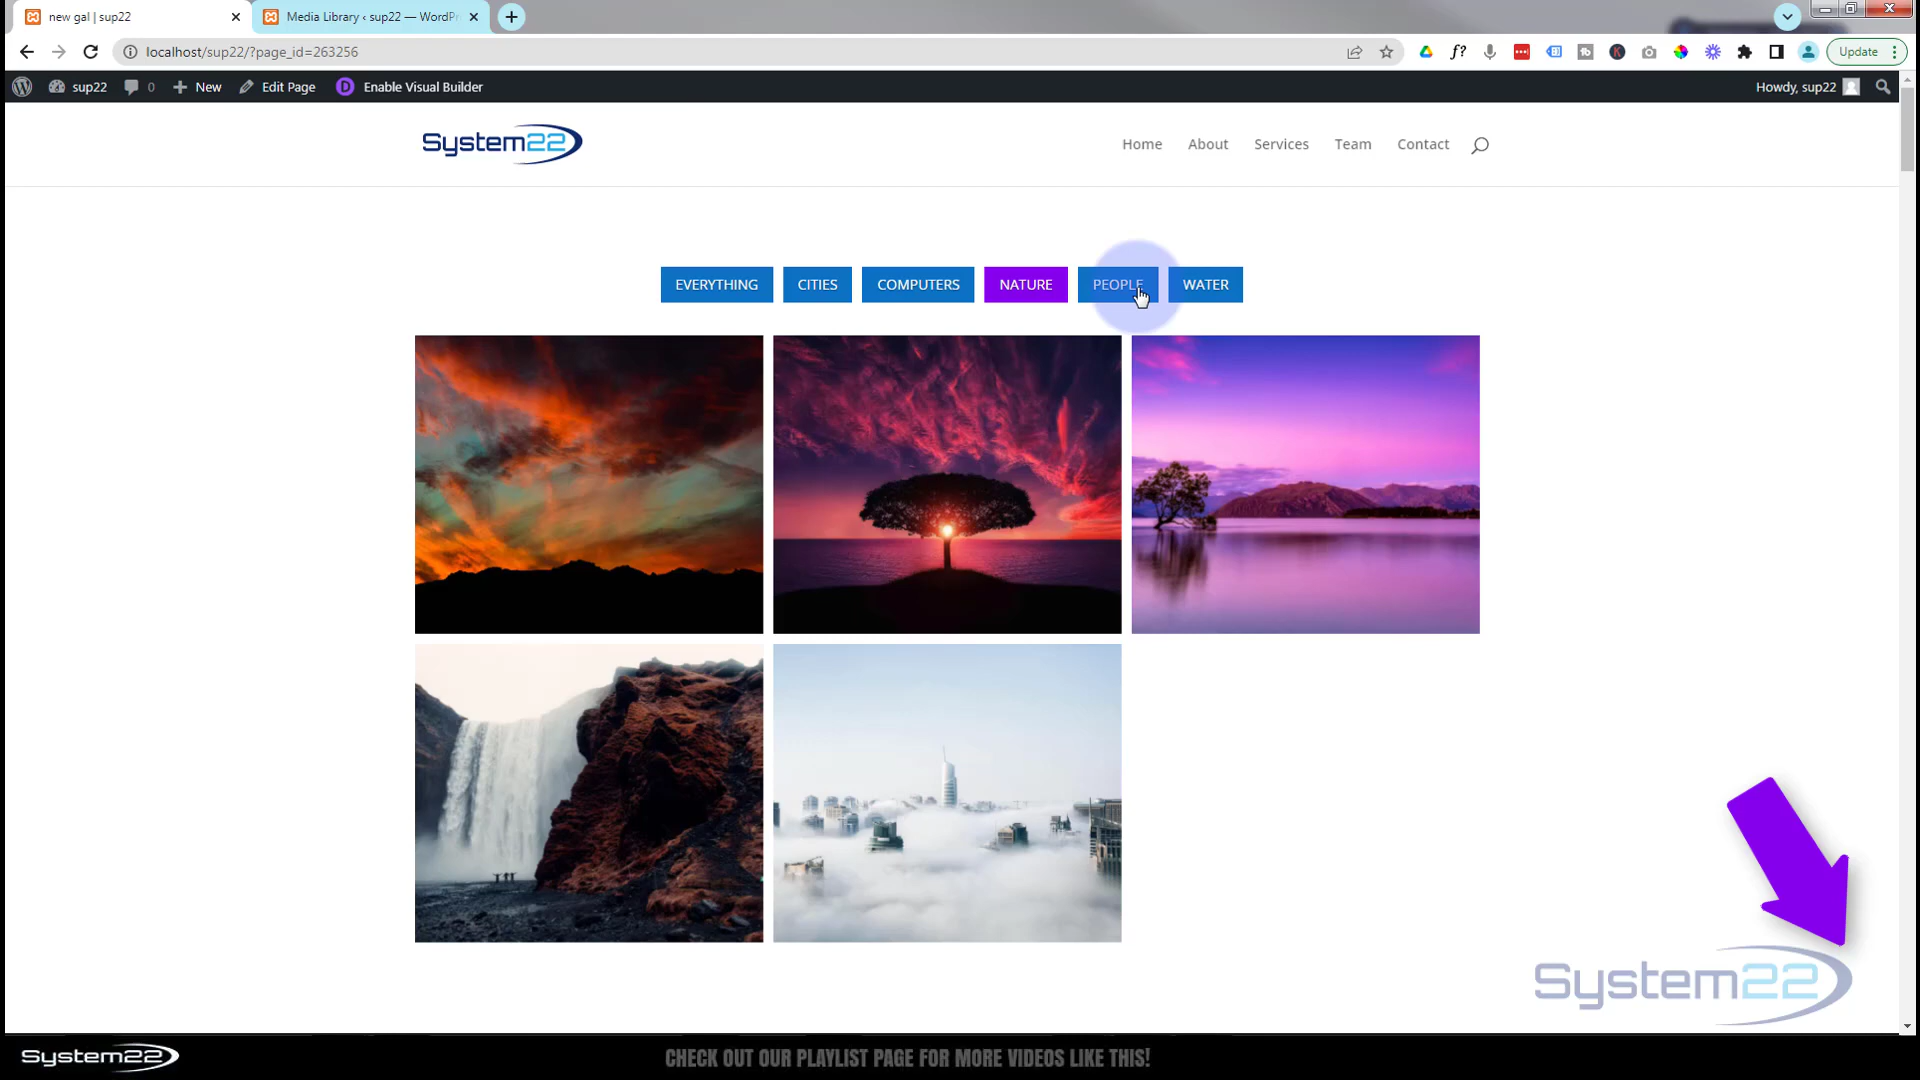 new gal | sup22
Media Library ‹ sup22 — WordPr
localhost/sup22/?page_id=263256
Update
sup22
0
New
Edit Page
Enable Visual Builder
Howdy, sup22
System22
Home
About
Services
Team
Contact
EVERYTHING
CITIES
COMPUTERS
NATURE
PEOPLE
WATER
System22
System22
CHECK OUT OUR PLAYLIST PAGE FOR MORE VIDEOS LIKE THIS!